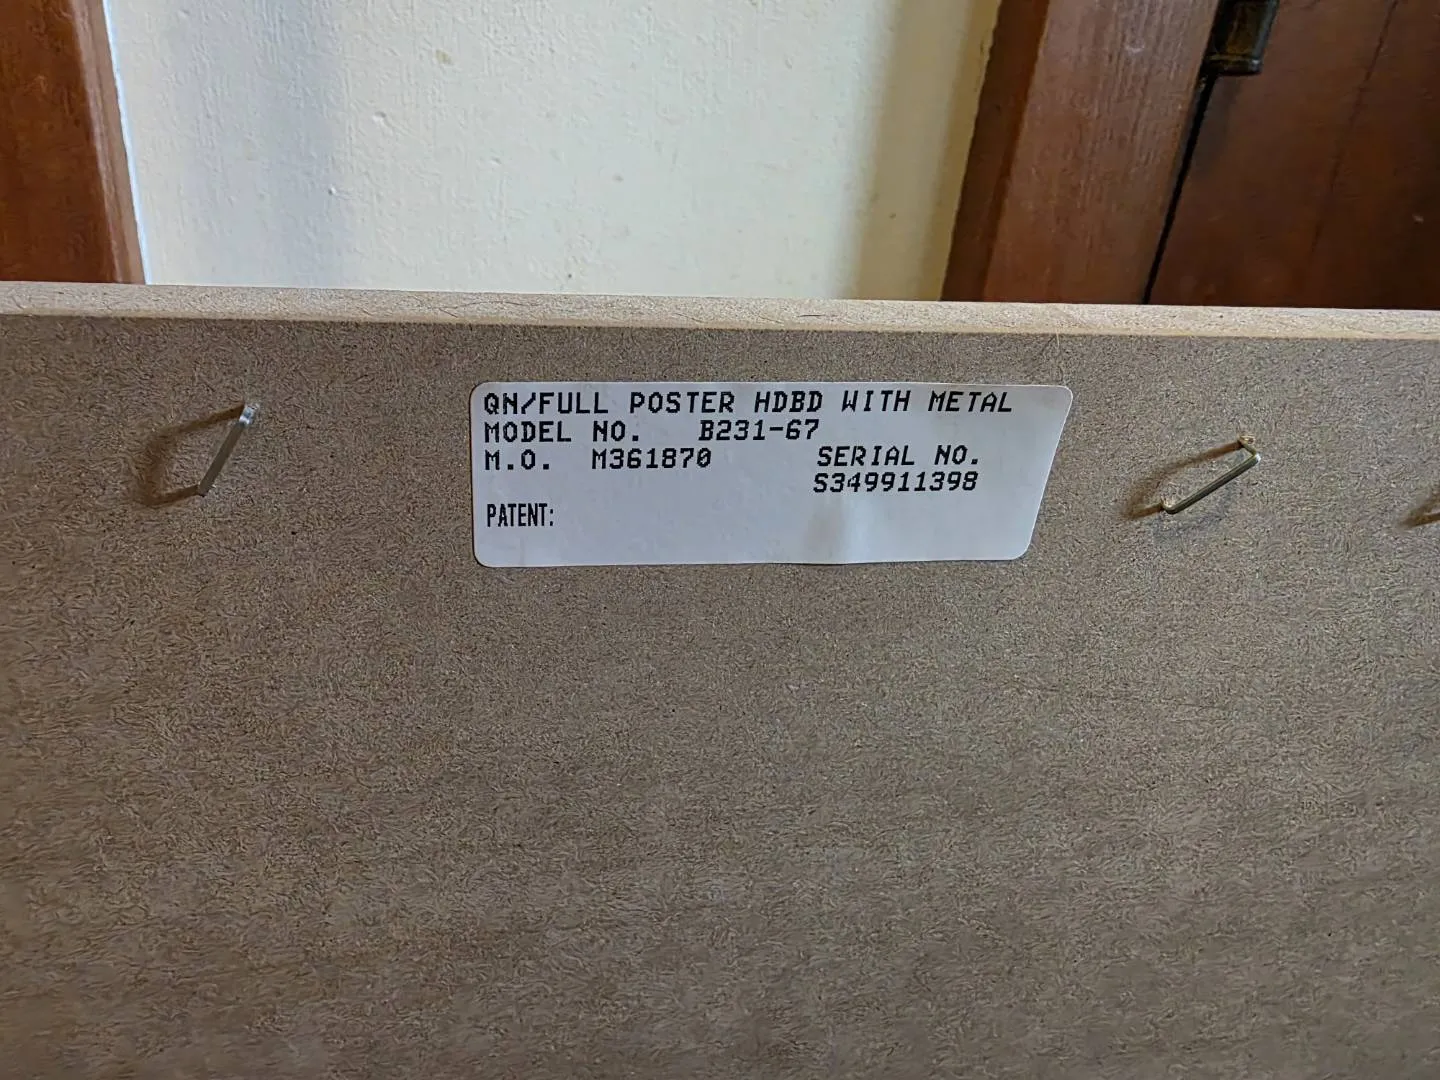 QN/FULL POSTER HDBD WITH METAL
MODEL NO. B231-67
M.O. M361870 SERIAL NO.
S349911398
PATENT: